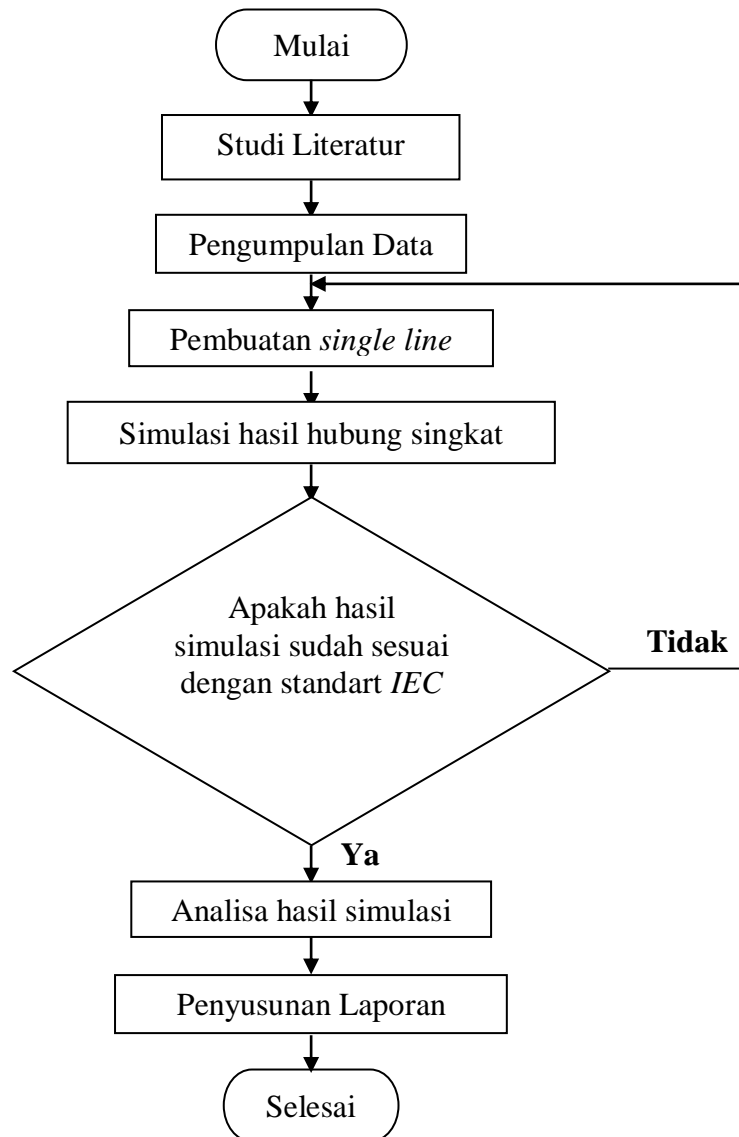 Mulai
Studi Literatur
Pengumpulan Data
Pembuatan single line
Simulasi hasil hubung singkat
Apakah hasil
simulasi sudah sesuai
dengan standart IEC
Tidak
Ya
Analisa hasil simulasi
Penyusunan Laporan
Selesai